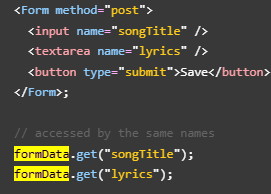 <Form method="post">
<input name="songTitle" />
<textarea name="lyrics" />
<button type="submit">Save</button>
</Form>;
// accessed by the same names
formData.get("songTitle");
formData.get("lyrics");